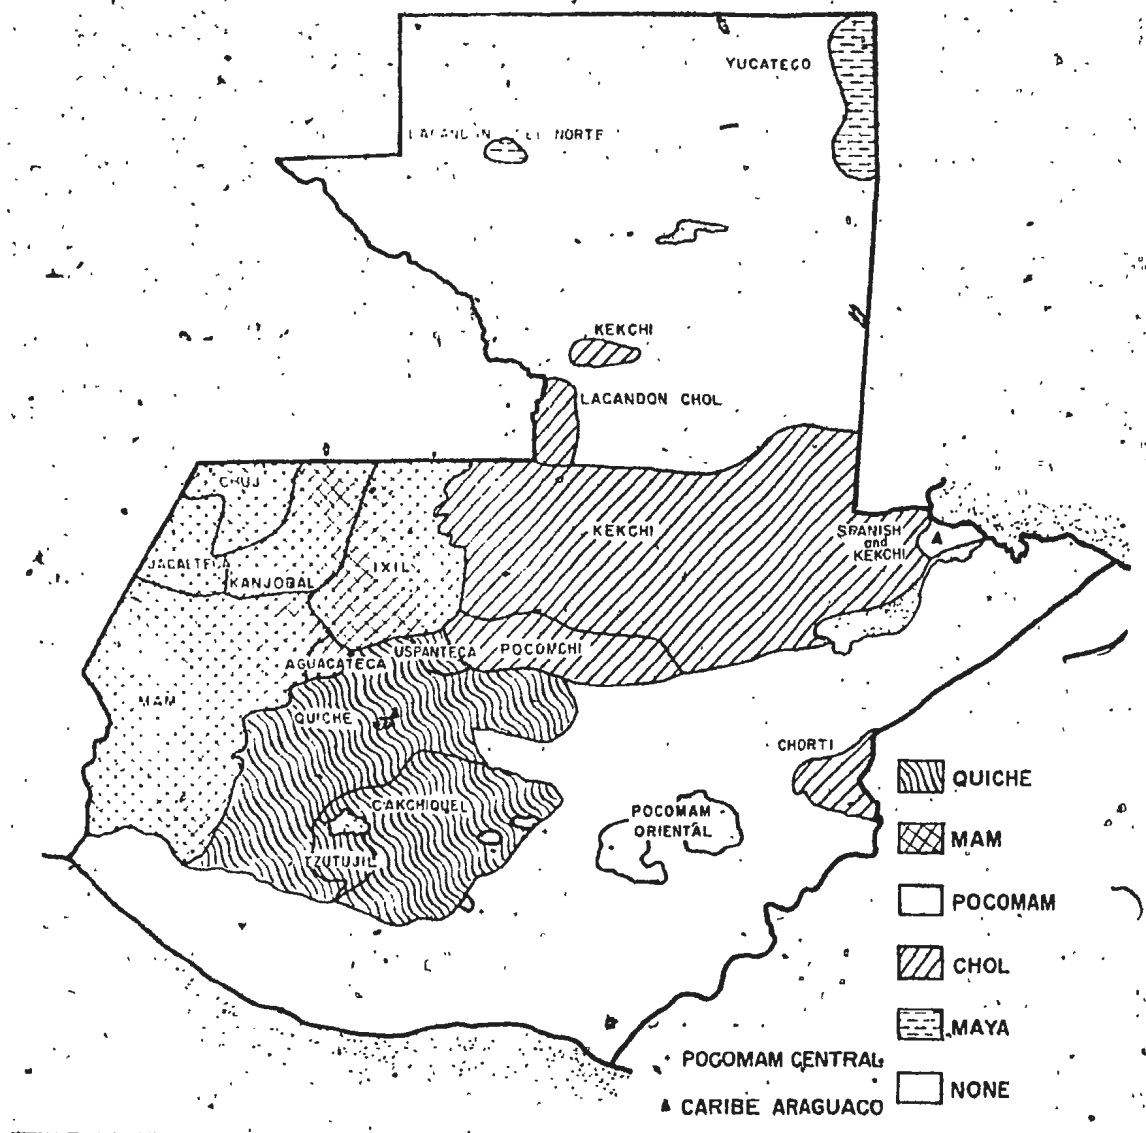 YUCATECO
NORTE
KEKCHI
LACANDON CHOL
CHUJ
KEKCHI
SPANISH
and
KEKCHI
JACALTECA
KANJOBAL
IXIL
USPANTECA
POCOMCHI
AGUACATECA
MAM
QUICHE
CHORTI
CAKCHIQUEL
POCOMAM
ORIENTAL
TZUTUJIL
QUICHE
MAM
POCOMAM
CHOL
MAYA
NONE
POCOMAM CENTRAL
CARIBE ARAGUACO